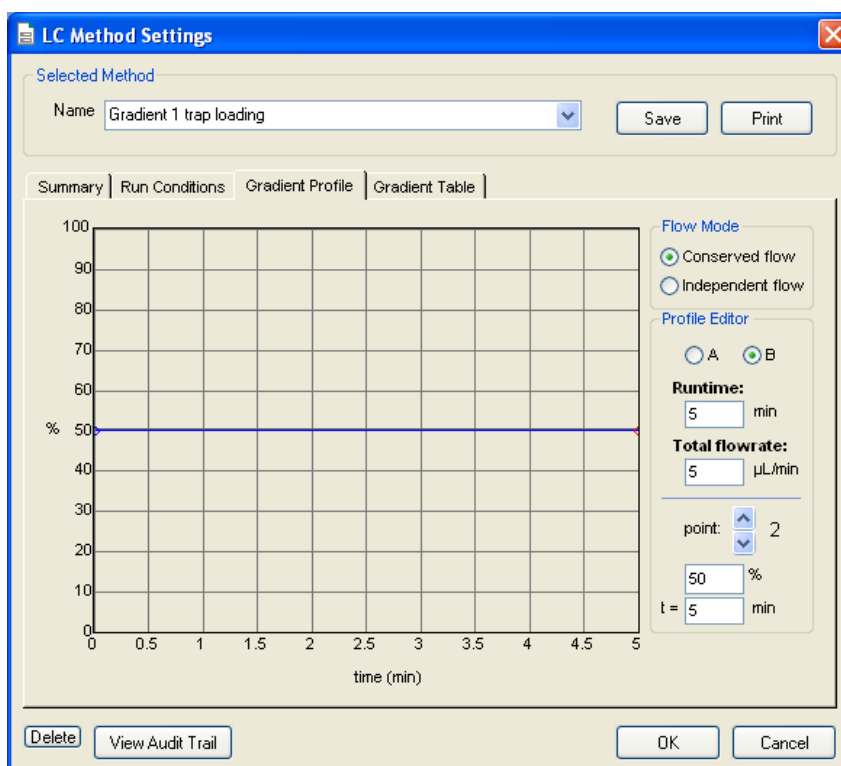 LC Method Settings
Selected Method
Name Gradient 1 trap loading Save Print
Summary Run Conditions Gradient Profile Gradient Table
100
90
80
70
60
% 50
40
30
20
10
0
0 0.5 1 1.5 2 2.5 3 3.5 4 4.5 5
time (min)
Flow Mode
Conserved flow
Independent flow
Profile Editor
A B
Runtime:
5 min
Total flowrate:
5 µL/min
point: 2
50 %
t = 5 min
Delete View Audit Trail OK Cancel